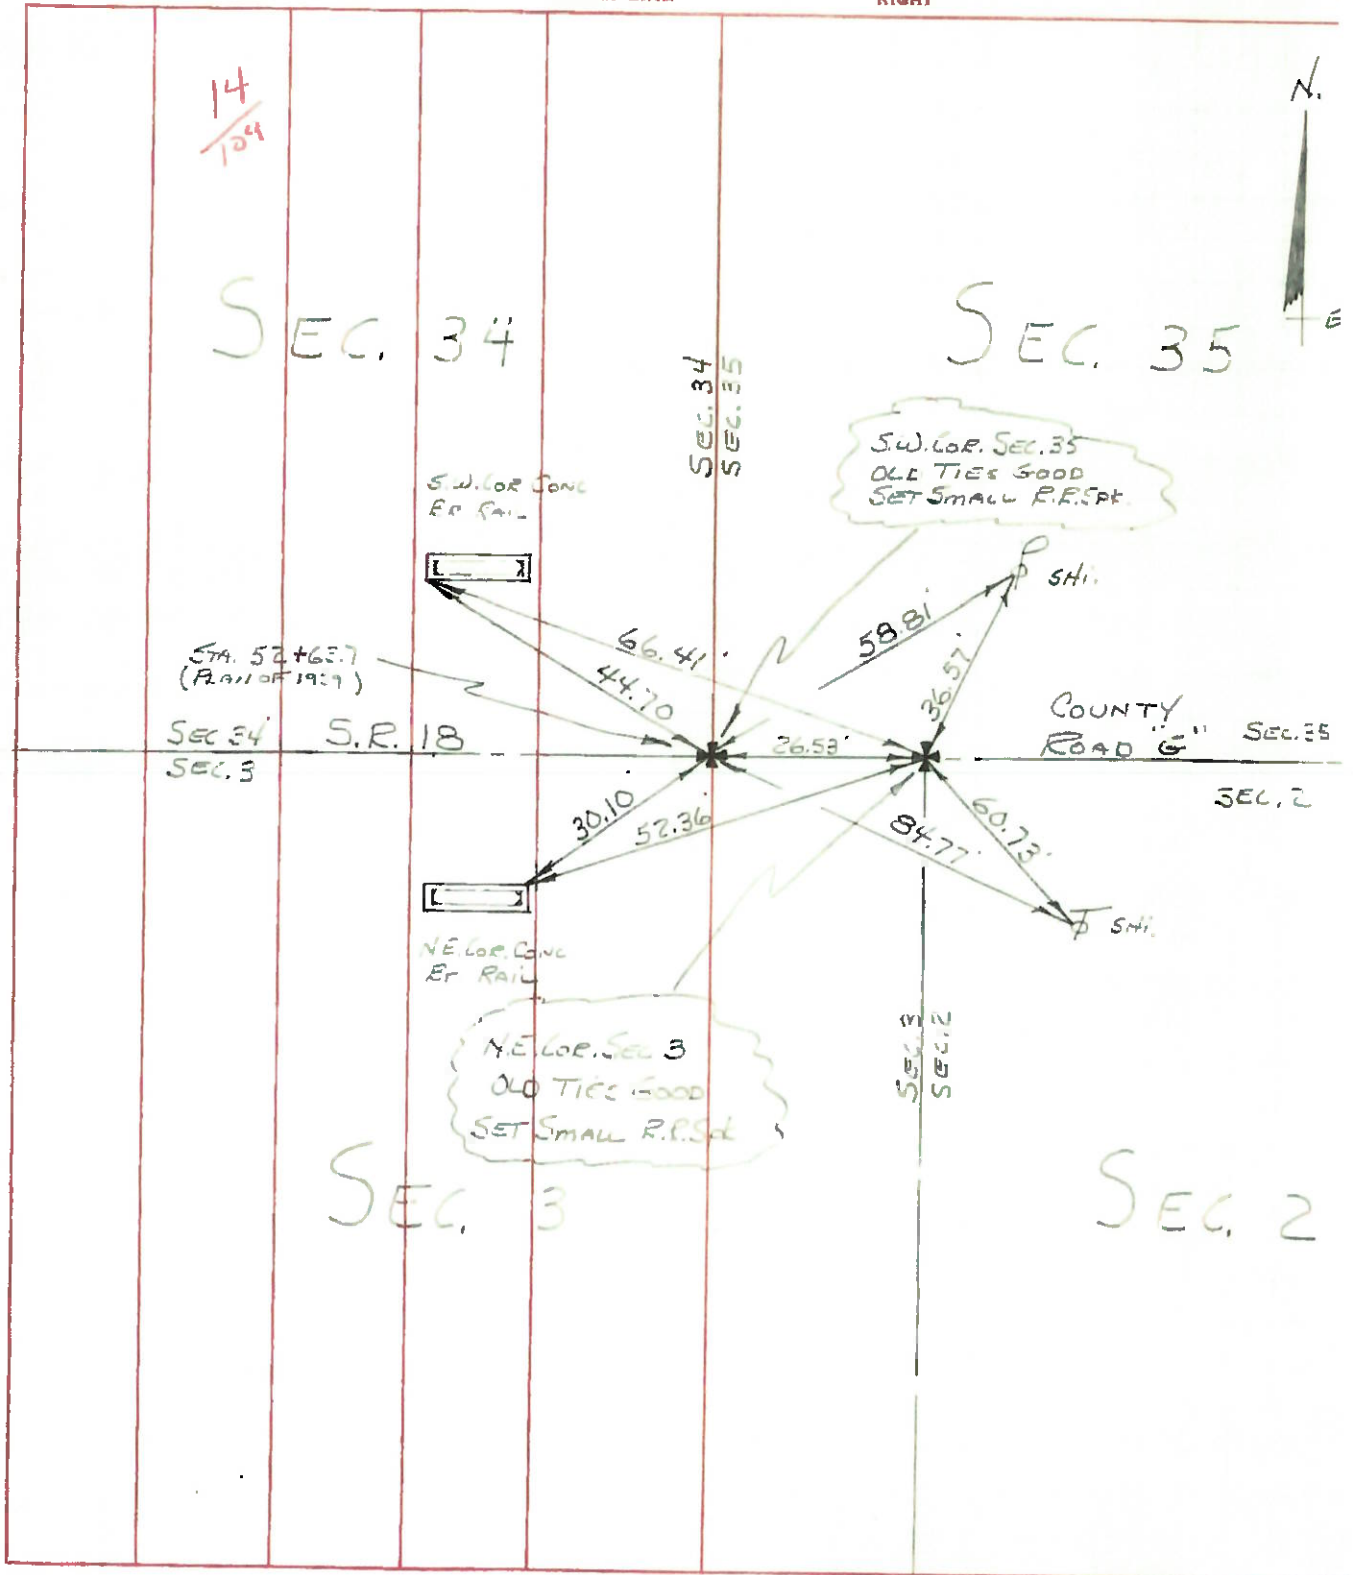 RIGHT
14
104
N.
E
SEC. 34
SEC. 35
SEC. 34
SEC. 35
S.W. COR. SEC. 35
OLD TIES GOOD
SET SMALL R.R. SPK.
S.W. COR CONC
BR RAIL
SHI.
58.81'
66.41'
44.70
36.57'
STA. 52+63.7
(PLAN OF 1929)
COUNTY
ROAD "G"
SEC. 35
SEC 34
S.R. 18
26.53'
SEC. 3
SEC. 2
30.10
52.36'
84.77'
60.73'
SHI.
N.E. COR. CONC
BR RAIL
N.E. COR. SEC 3
OLD TIES GOOD
SET SMALL R.R. SPK
SEC. 3
SEC. 2
SEC. 3
SEC. 2